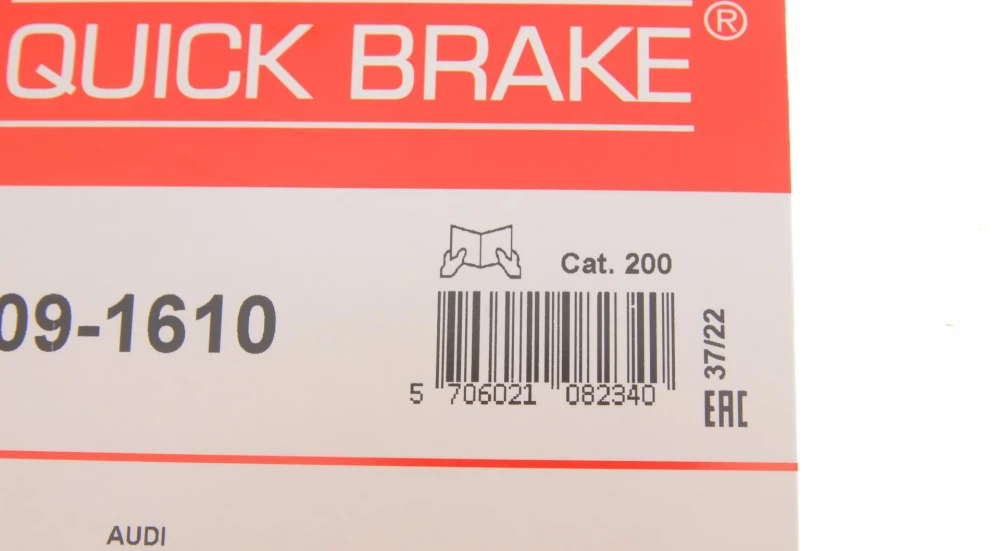 QUICK BRAKE®
Cat. 200
09-1610
37/22
5 706021 082340
EAC
AUDI